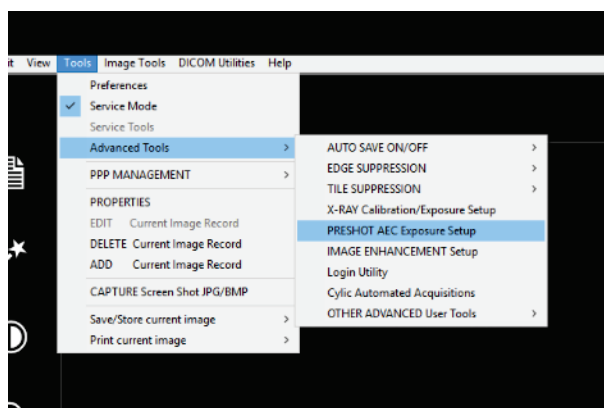 it View Tools Image Tools DICOM Utilities Help
Preferences
Service Mode
Service Tools
Advanced Tools
PPP MANAGEMENT
PROPERTIES
EDIT Current Image Record
DELETE Current Image Record
ADD Current Image Record
CAPTURE Screen Shot JPG/BMP
Save/Store current image
Print current image
AUTO SAVE ON/OFF
EDGE SUPPRESSION
TILE SUPPRESSION
X-RAY Calibration/Exposure Setup
PRESHOT AEC Exposure Setup
IMAGE ENHANCEMENT Setup
Login Utility
Cylic Automated Acquisitions
OTHER ADVANCED User Tools